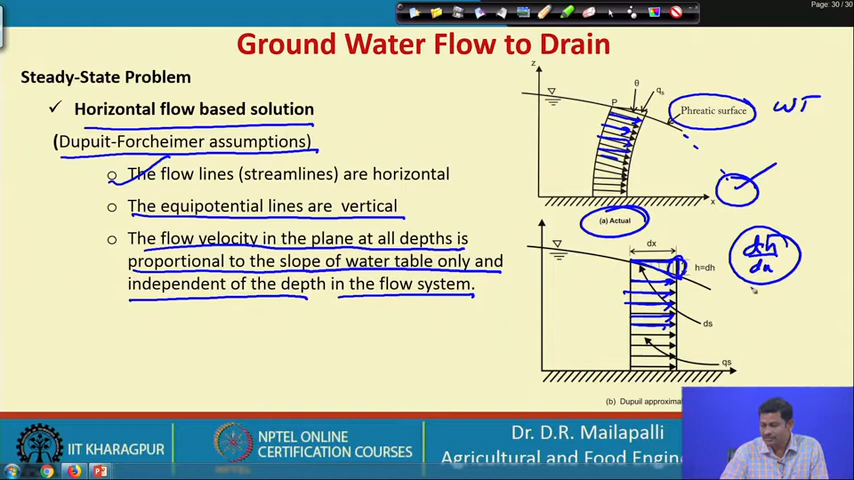 Page: 30 / 30
Ground Water Flow to Drain
Steady-State Problem
✓ Horizontal flow based solution
(Dupuit-Forcheimer assumptions)
o The flow lines (streamlines) are horizontal
o The equipotential lines are vertical
o The flow velocity in the plane at all depths is
proportional to the slope of water table only and
independent of the depth in the flow system.
z
θ
P
qs
Phreatic surface
WT
x
(a) Actual
dx
h=dh
dh
dx
ds
qs
(b) Dupuil approxima
IIT KHARAGPUR
NPTEL ONLINE
CERTIFICATION COURSES
Dr. D.R. Mailapalli
Agricultural and Food Engine